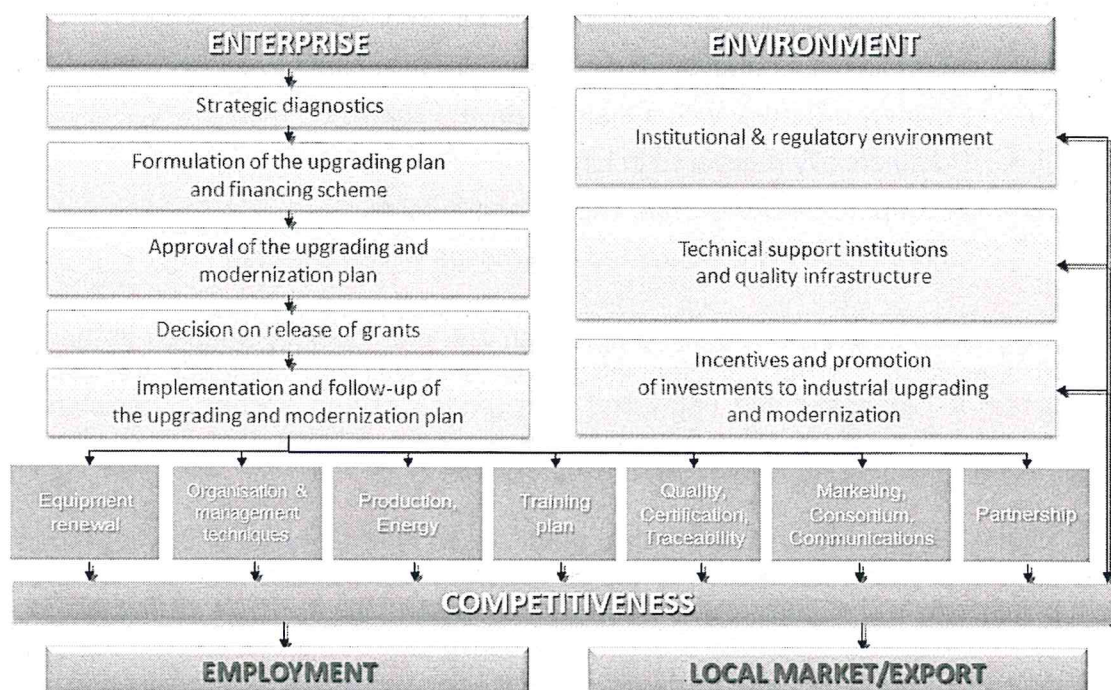 ENTERPRISE
Strategic diagnostics
Formulation of the upgrading plan
and financing scheme
Approval of the upgrading and
modernization plan
Decision on release of grants
Implementation and follow-up of
the upgrading and modernization plan
ENVIRONMENT
Institutional & regulatory environment
Technical support institutions
and quality infrastructure
Incentives and promotion
of investments to industrial upgrading
and modernization
Equipment
renewal
Organisation &
management
techniques
Production,
Energy
Training
plan
Quality,
Certification,
Traceability
Marketing,
Consortium,
Communications
Partnership
COMPETITIVENESS
EMPLOYMENT
LOCAL MARKET/EXPORT